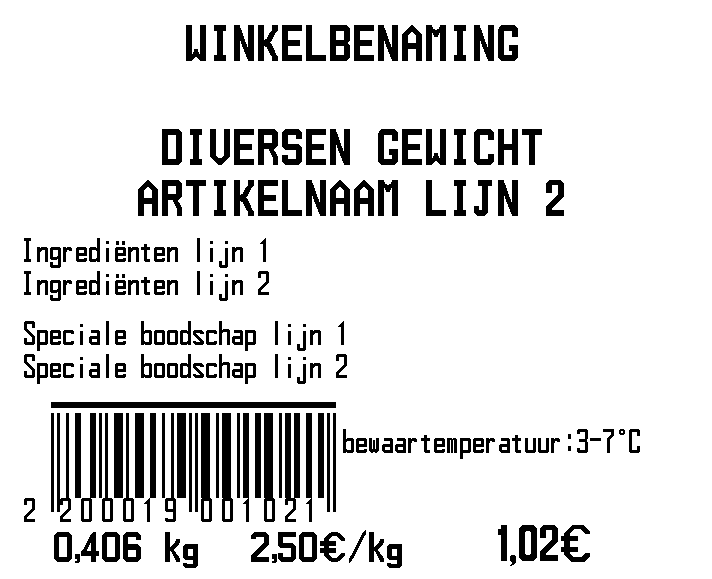 WINKELBENAMING
DIVERSEN GEWICHT
ARTIKELNAAM LIJN 2
Ingrediënten lijn 1
Ingrediënten lijn 2
Speciale boodschap lijn 1
Speciale boodschap lijn 2
bewaartemperatuur:3-7°C
2 200019 001021
0,406 kg 2,50€/kg 1,02€